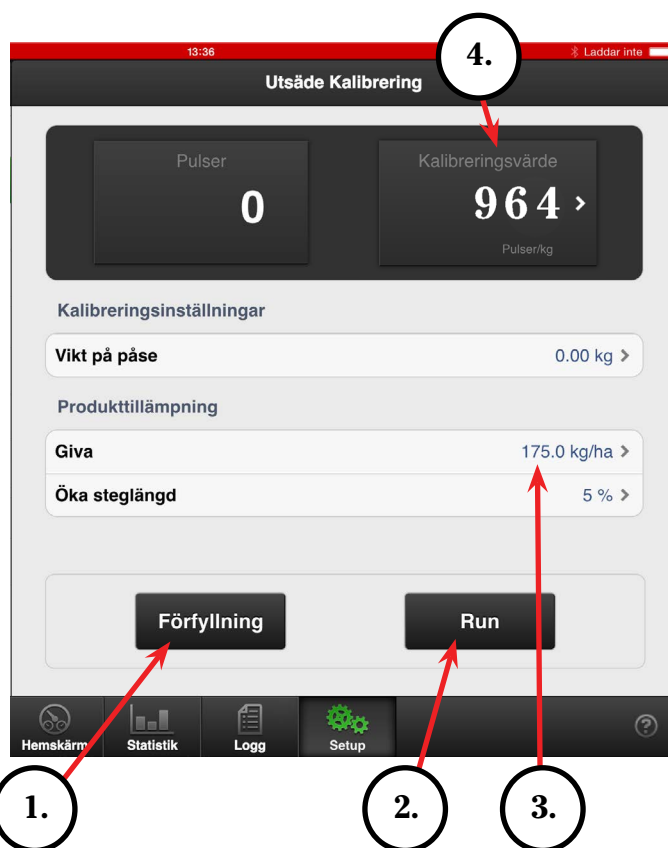 4.
13:36 Laddar inte
Utsäde Kalibrering
Pulser
0
Kalibreringsvärde
964
Pulser/kg
Kalibreringsinställningar
Vikt på påse 0.00 kg
Produkttillämpning
Giva 175.0 kg/ha
Öka steglängd 5 %
Förfyllning Run
Hemskärm Statistik Logg Setup ?
1. 2. 3.